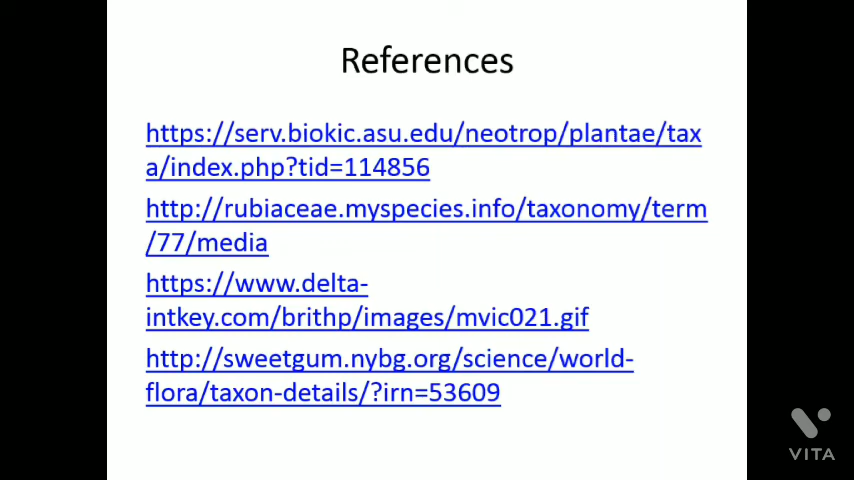 References
https://serv.biokic.asu.edu/neotrop/plantae/tax
a/index.php?tid=114856
http://rubiaceae.myspecies.info/taxonomy/term
/77/media
https://www.delta-
intkey.com/brithp/images/mvic021.gif
http://sweetgum.nybg.org/science/world-
flora/taxon-details/?irn=53609
VITA